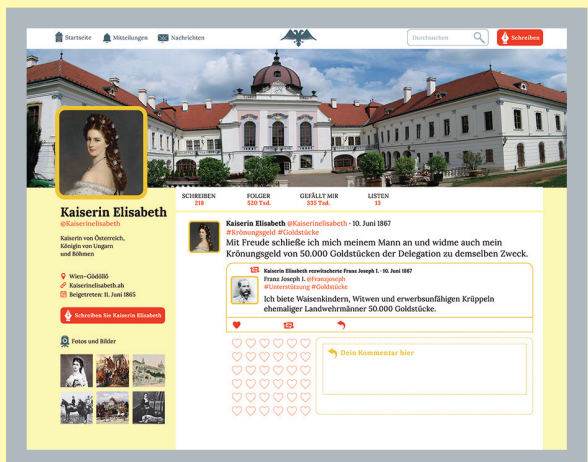 Startseite
Mitteilungen
Nachrichten
Durchsuchen
Schreiben
SCHREIBEN
218
FOLGER
520 Tsd.
GEFÄLLT MIR
335 Tsd.
LISTEN
13
Kaiserin Elisabeth
@Kaiserinelisabeth
Kaiserin von Österreich,
Königin von Ungarn
und Böhmen
Wien-Gödöllő
Kaiserinelisabeth.ah
Beigetreten: 11. Juni 1865
Schreiben Sie Kaiserin Elisabeth
Fotos und Bilder
Kaiserin Elisabeth @Kaiserinelisabeth · 10. Juni 1867
#Krönungsgeld #Goldstücke
Mit Freude schließe ich mich meinem Mann an und widme auch mein
Krönungsgeld von 50.000 Goldstücken der Delegation zu demselben Zweck.
Kaiserin Elisabeth rezwitscherte Franz Joseph I. · 10. Juni 1867
Franz Joseph I. @Franzjoseph
#Unterstützung #Goldstücke
Ich biete Waisenkindern, Witwen und erwerbsunfähigen Krüppeln
ehemaliger Landwehrmänner 50.000 Goldstücke.
Dein Kommentar hier